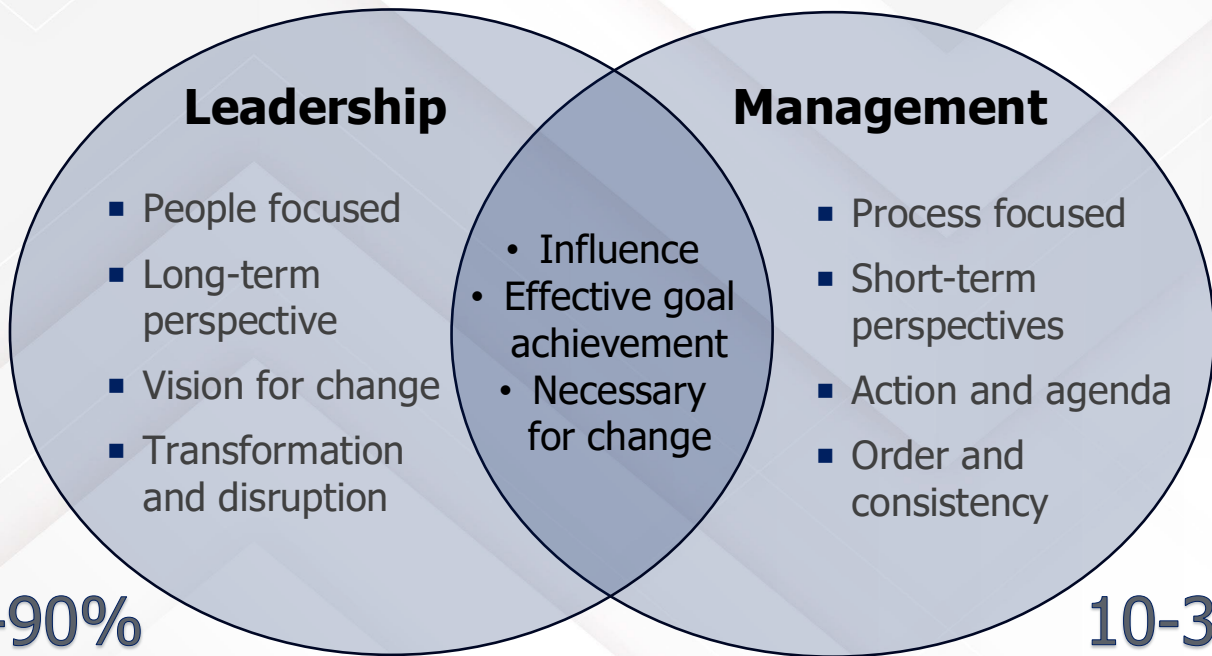 Leadership
▪ People focused
▪ Long-term
perspective
▪ Vision for change
▪ Transformation
and disruption
• Influence
• Effective goal
achievement
• Necessary
for change
Management
▪ Process focused
▪ Short-term
perspectives
▪ Action and agenda
▪ Order and
consistency
-90%
10-3